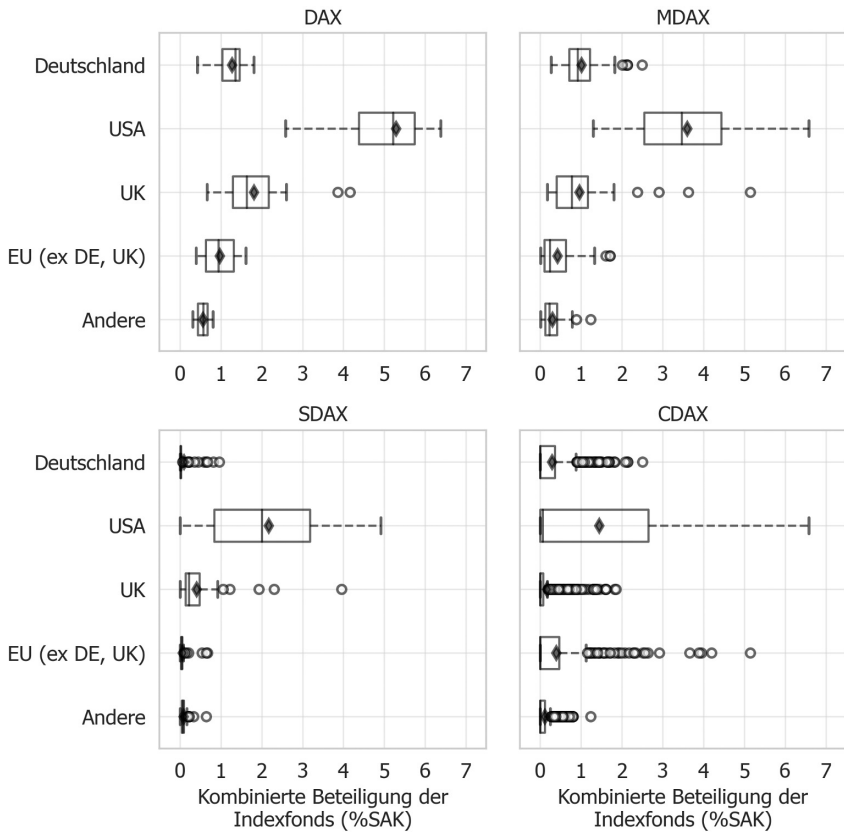 DAX
MDAX
Deutschland
USA
UK
EU (ex DE, UK)
Andere
0 1 2 3 4 5 6 7
0 1 2 3 4 5 6 7
SDAX
CDAX
Deutschland
USA
UK
EU (ex DE, UK)
Andere
0 1 2 3 4 5 6 7
0 1 2 3 4 5 6 7
Kombinierte Beteiligung der
Indexfonds (%SAK)
Kombinierte Beteiligung der
Indexfonds (%SAK)